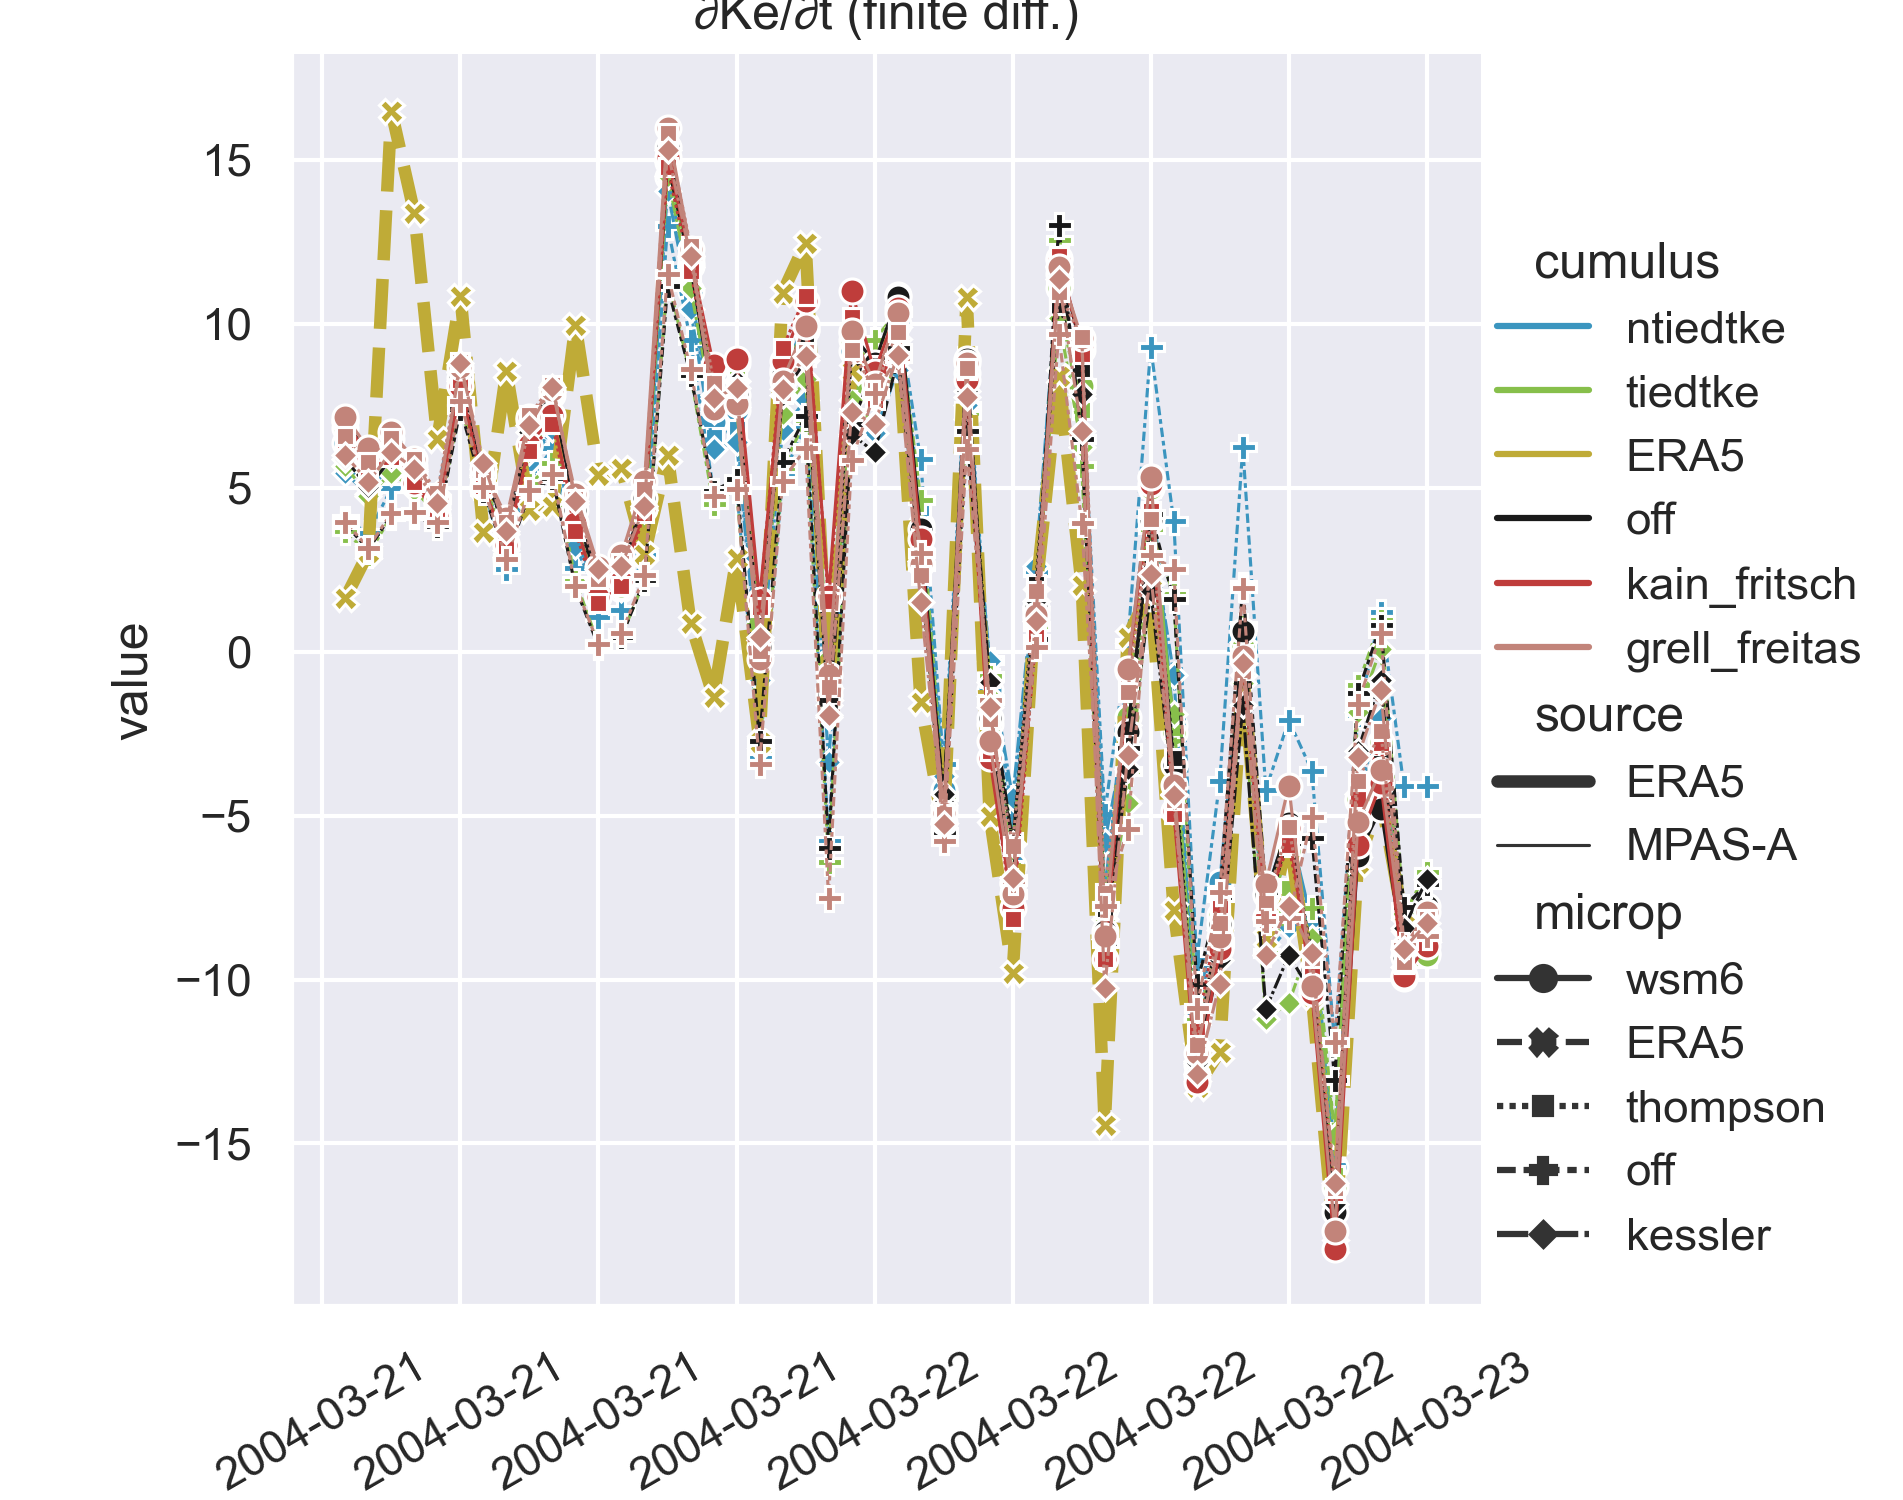 ∂Ke/∂t (finite diff.)
value
15
10
5
0
−5
−10
−15
2004-03-21
2004-03-21
2004-03-21
2004-03-21
2004-03-22
2004-03-22
2004-03-22
2004-03-22
2004-03-23
cumulus
ntiedtke
tiedtke
ERA5
off
kain_fritsch
grell_freitas
source
ERA5
MPAS-A
microp
wsm6
ERA5
thompson
off
kessler